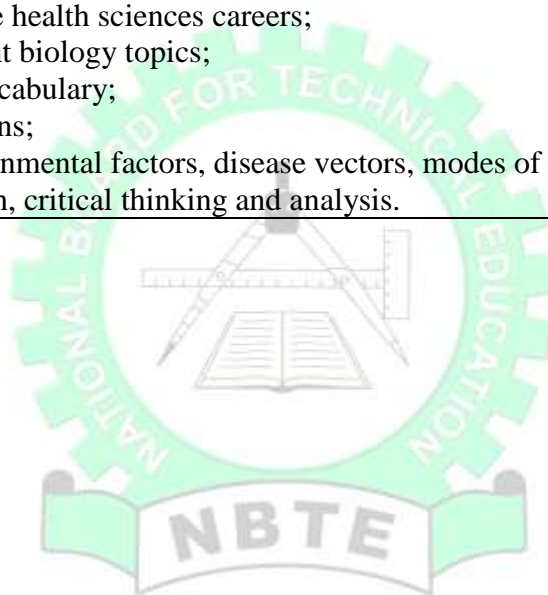 e health sciences careers;
nt biology topics;
cabulary;
ns;
nmental factors, disease vectors, modes of
n, critical thinking and analysis.
NATIONAL BOARD FOR TECHNICAL EDUCATION
NBTE